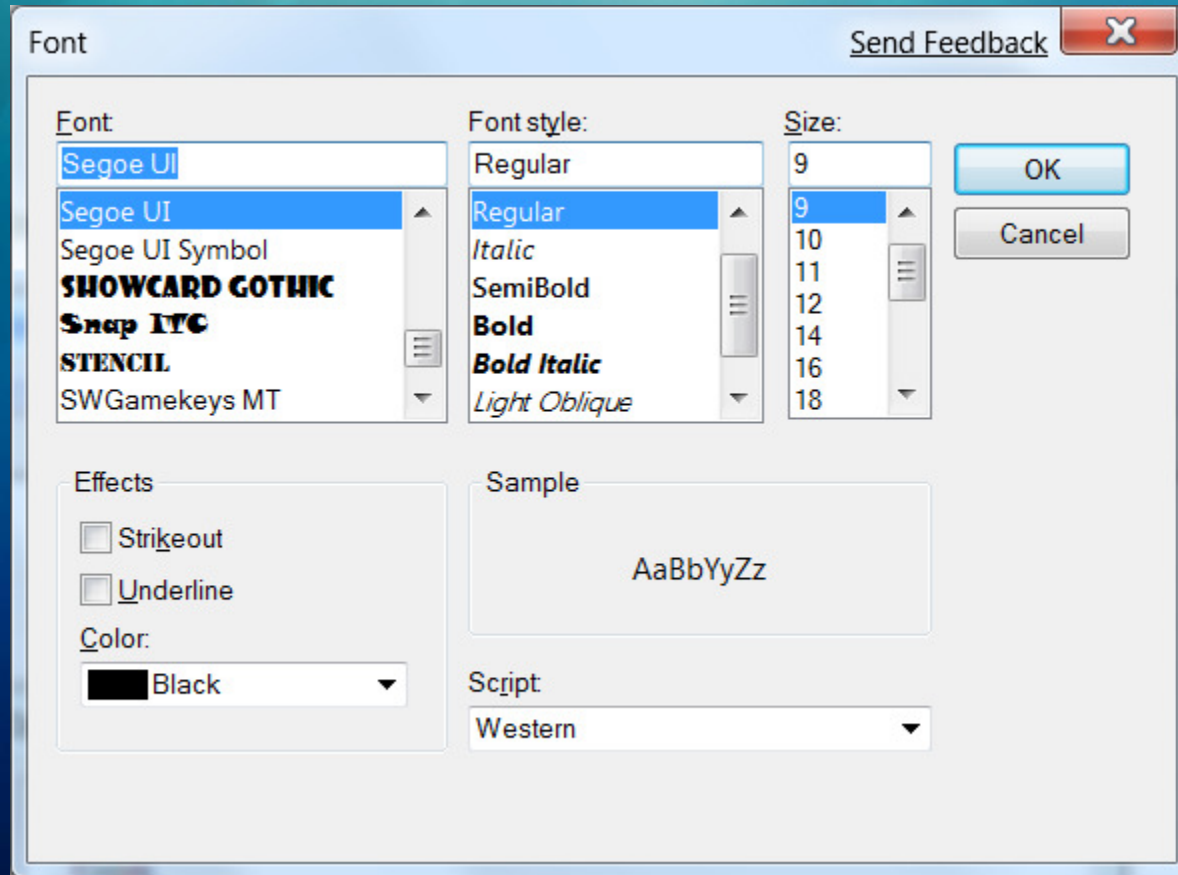 Font
Send Feedback
Font:
Segoe UI
Segoe UI
Segoe UI Symbol
SHOWCARD GOTHIC
Snap ITC
STENCIL
SWGamekeys MT
Font style:
Regular
Regular
Italic
SemiBold
Bold
Bold Italic
Light Oblique
Size:
9
9
10
11
12
14
16
18
OK
Cancel
Effects
Strikeout
Underline
Color:
Black
Sample
AaBbYyZz
Script:
Western